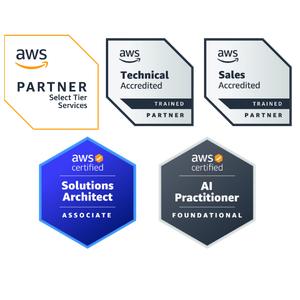 aws
PARTNER
Select Tier
Services
aws
Technical
Accredited
TRAINED
PARTNER
aws
Sales
Accredited
TRAINED
PARTNER
aws
certified
Solutions
Architect
ASSOCIATE
aws
certified
AI
Practitioner
FOUNDATIONAL